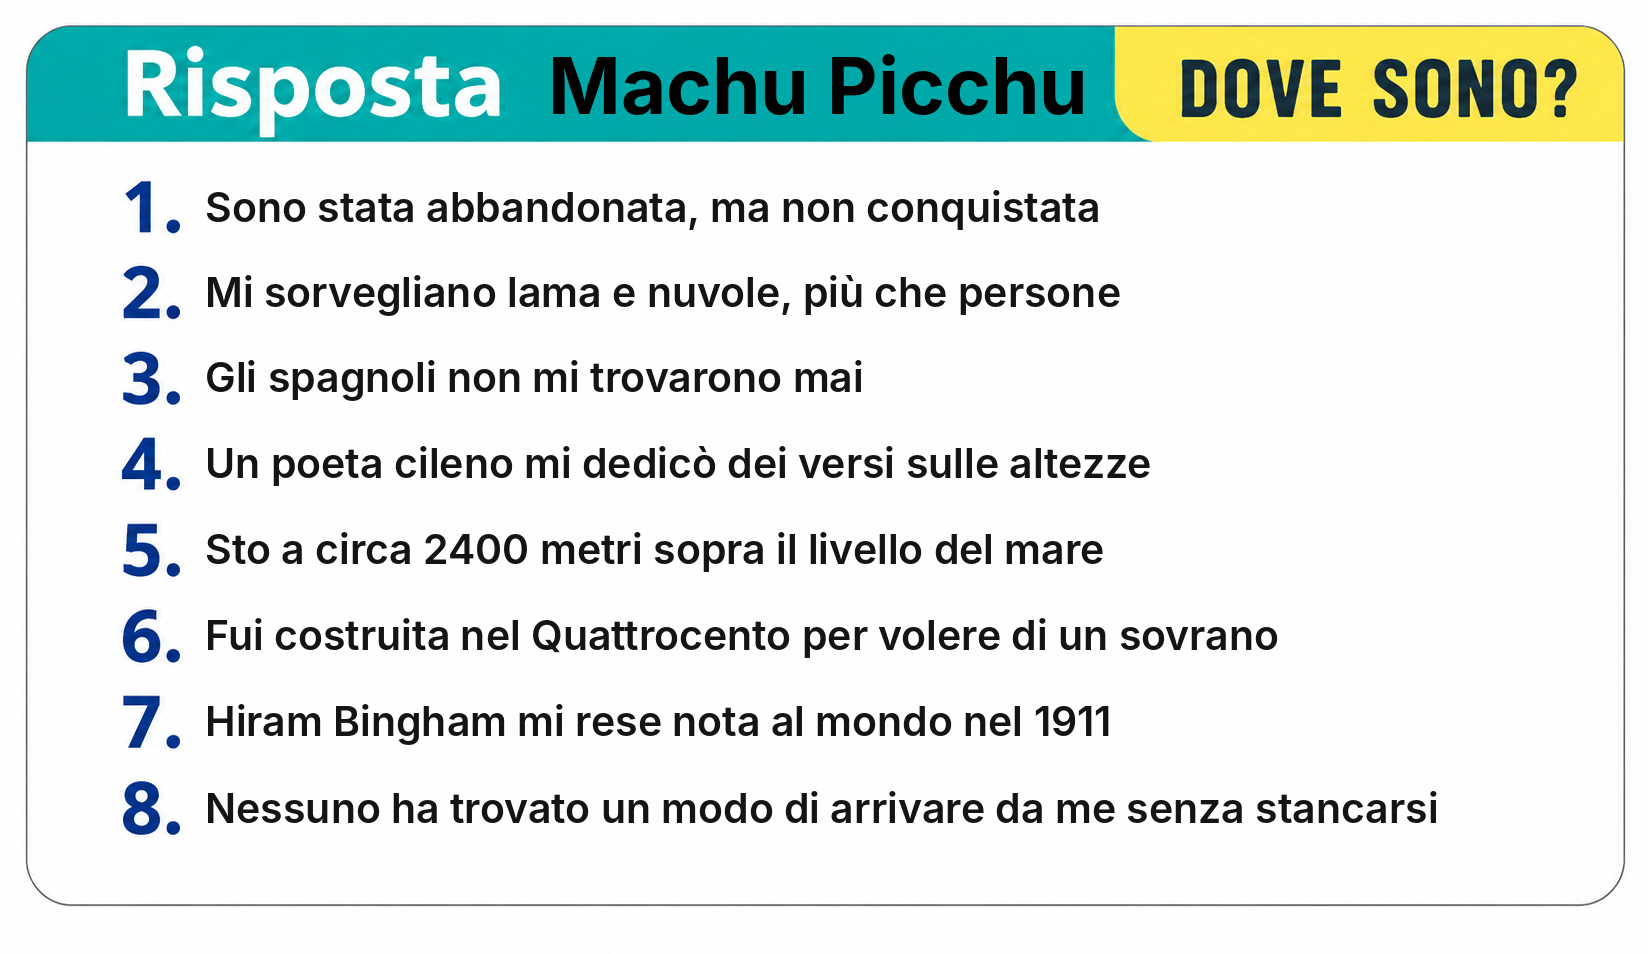 Risposta Machu Picchu DOVE SONO?
1. Sono stata abbandonata, ma non conquistata
2. Mi sorvegliano lama e nuvole, più che persone
3. Gli spagnoli non mi trovarono mai
4. Un poeta cileno mi dedicò dei versi sulle altezze
5. Sto a circa 2400 metri sopra il livello del mare
6. Fui costruita nel Quattrocento per volere di un sovrano
7. Hiram Bingham mi rese nota al mondo nel 1911
8. Nessuno ha trovato un modo di arrivare da me senza stancarsi